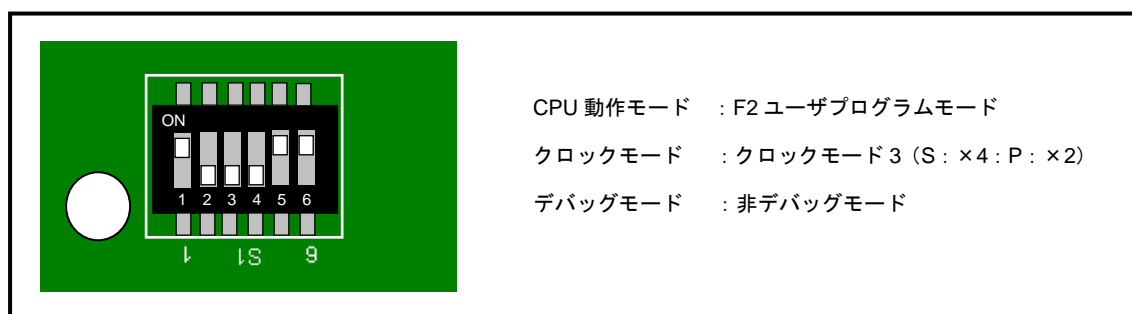 ON
1 2 3 4 5 6
1 S1 6
CPU 動作モード : F2 ユーザプログラムモード
クロックモード : クロックモード 3（S : ×4 : P : ×2）
デバッグモード : 非デバッグモード